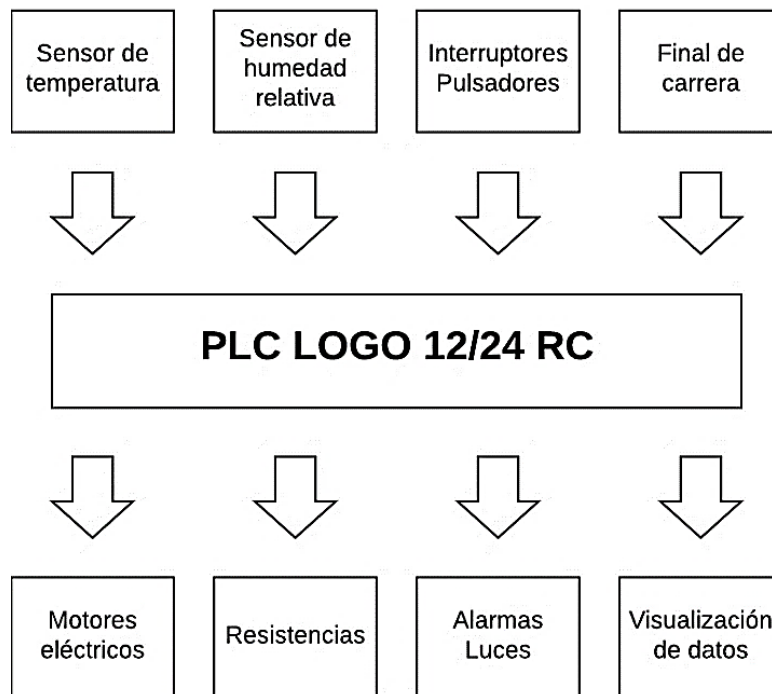 Sensor de
temperatura
Sensor de
humedad
relativa
Interruptores
Pulsadores
Final de
carrera
PLC LOGO 12/24 RC
Motores
eléctricos
Resistencias
Alarmas
Luces
Visualización
de datos